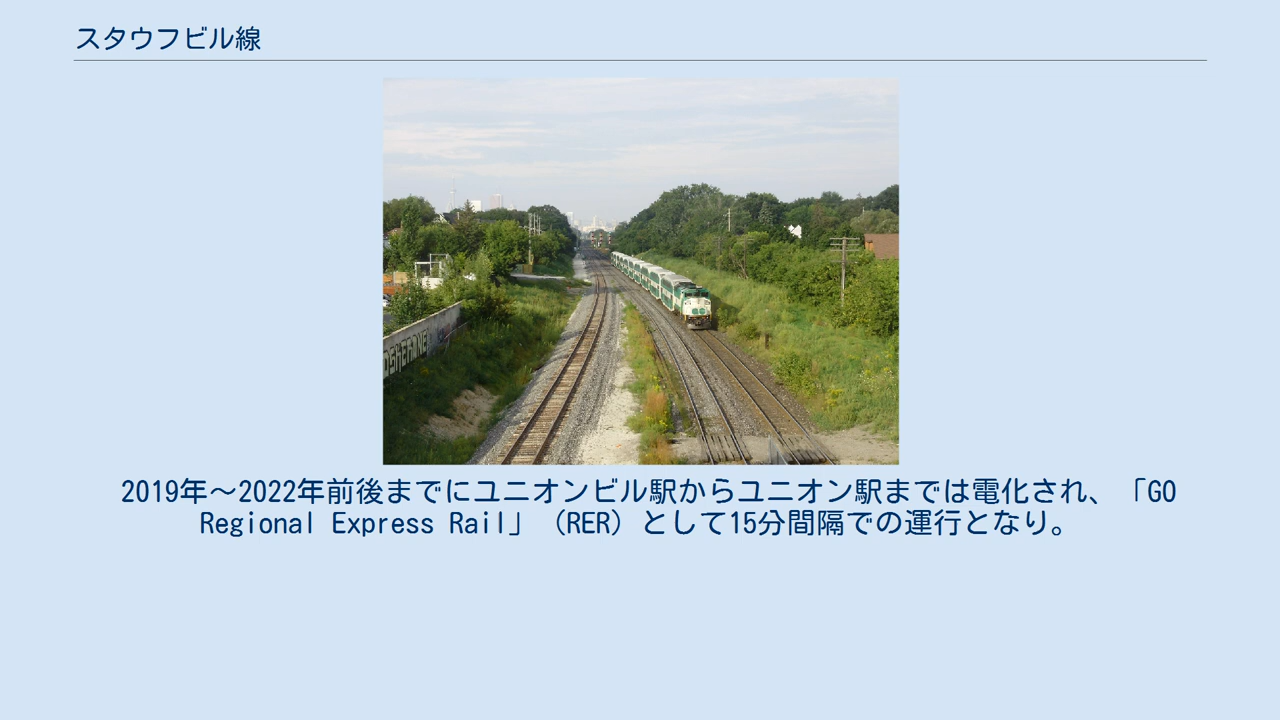 スタウフビル線
2019年～2022年前後までにユニオンビル駅からユニオン駅までは電化され、「GO
Regional Express Rail」（RER）として15分間隔での運行となり。